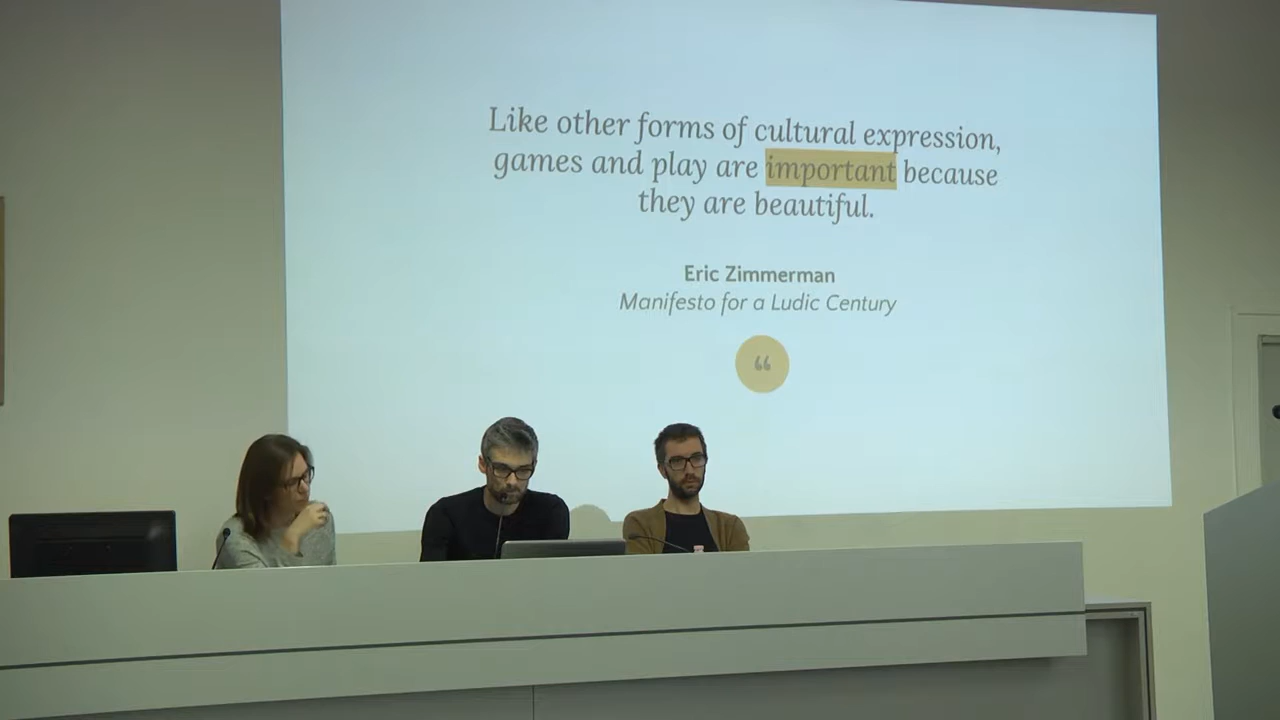 Like other forms of cultural expression,
games and play are important because
they are beautiful.
Eric Zimmerman
Manifesto for a Ludic Century
“